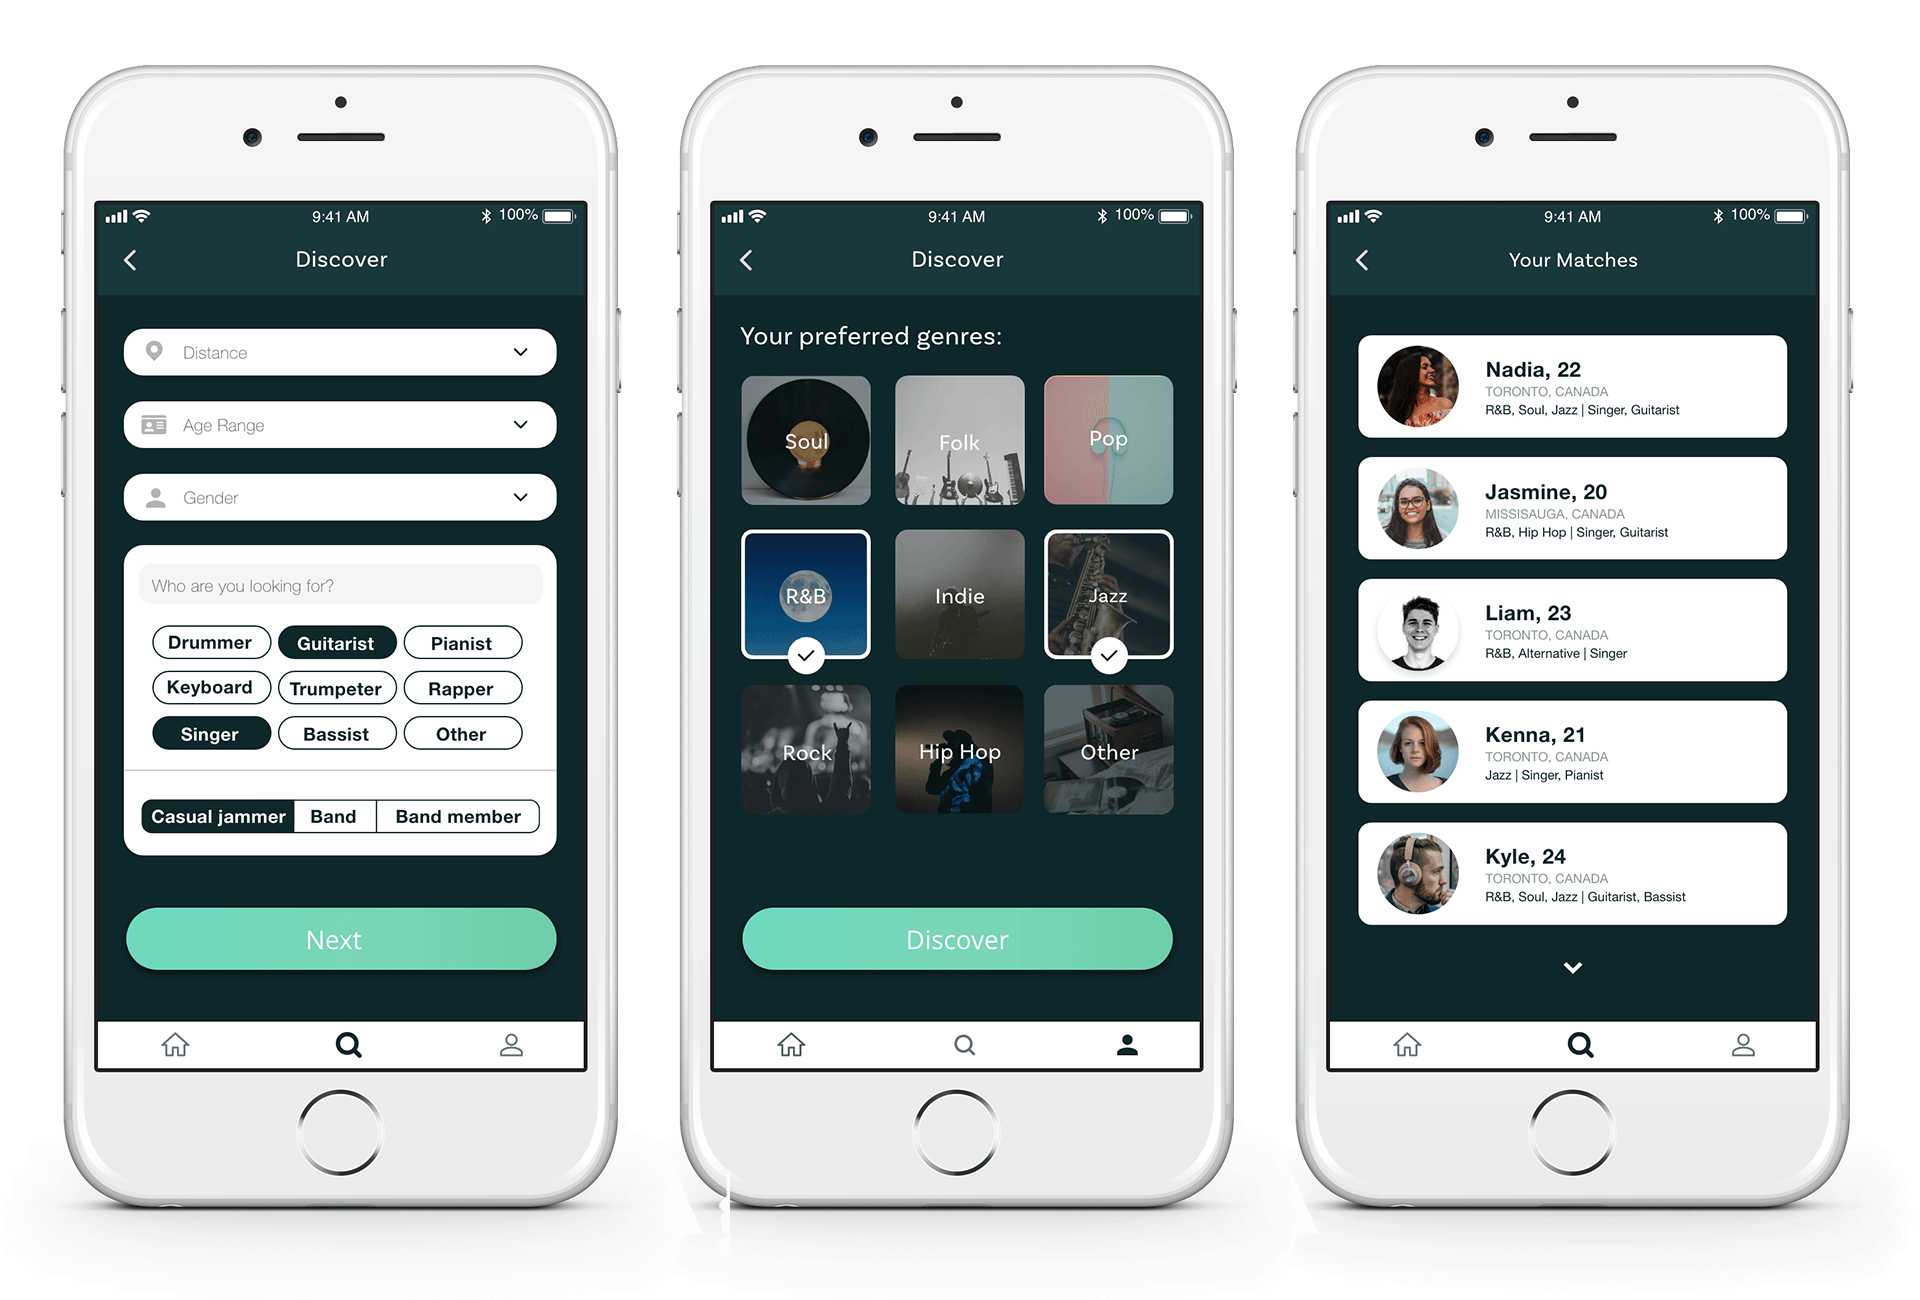 9:41 AM
100%
Discover
Distance
Age Range
Gender
Who are you looking for?
Drummer Guitarist Pianist
Keyboard Trumpeter Rapper
Singer Bassist Other
Casual jammer Band Band member
Next
9:41 AM
100%
Discover
Your preferred genres:
Soul Folk Pop
R&B Indie Jazz
Rock Hip Hop Other
Discover
9:41 AM
100%
Your Matches
Nadia, 22
TORONTO, CANADA
R&B, Soul, Jazz | Singer, Guitarist
Jasmine, 20
MISSISAUGA, CANADA
R&B, Hip Hop | Singer, Guitarist
Liam, 23
TORONTO, CANADA
R&B, Alternative | Singer
Kenna, 21
TORONTO, CANADA
Jazz | Singer, Pianist
Kyle, 24
TORONTO, CANADA
R&B, Soul, Jazz | Guitarist, Bassist